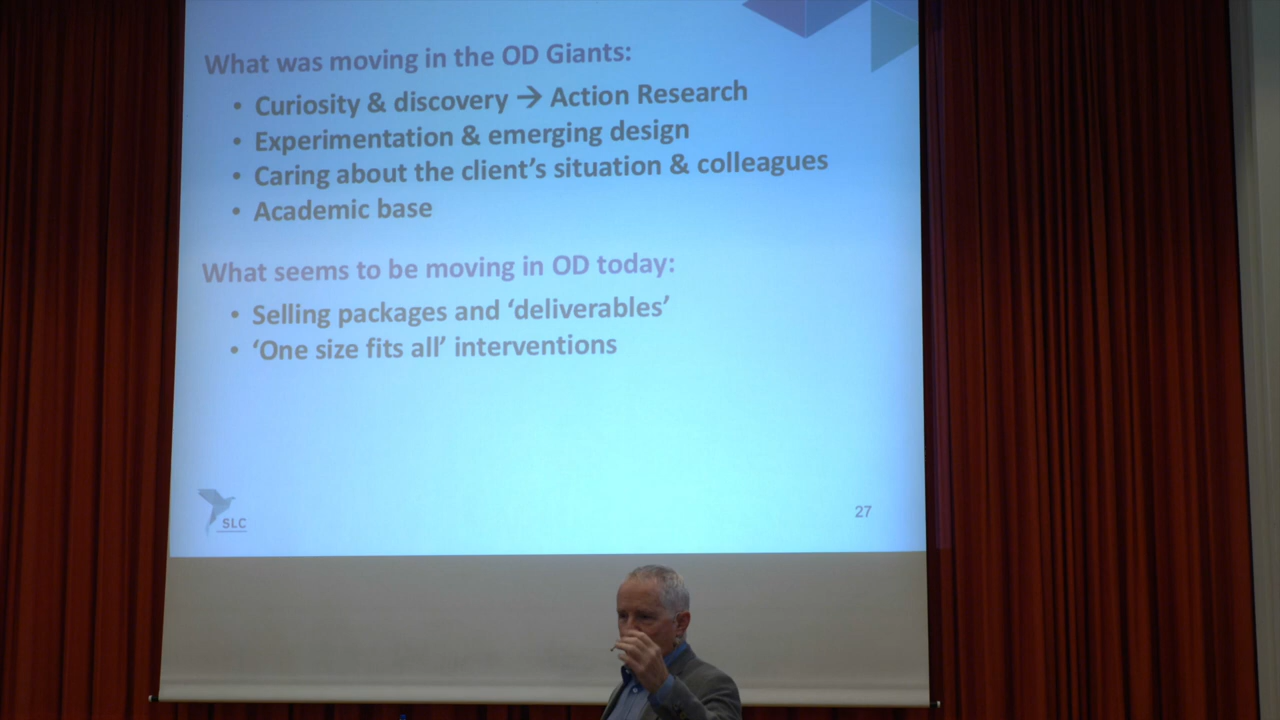 What was moving in the OD Giants:
• Curiosity & discovery → Action Research
• Experimentation & emerging design
• Caring about the client's situation & colleagues
• Academic base
What seems to be moving in OD today:
• Selling packages and ‘deliverables’
• ‘One size fits all’ interventions
SLC
27